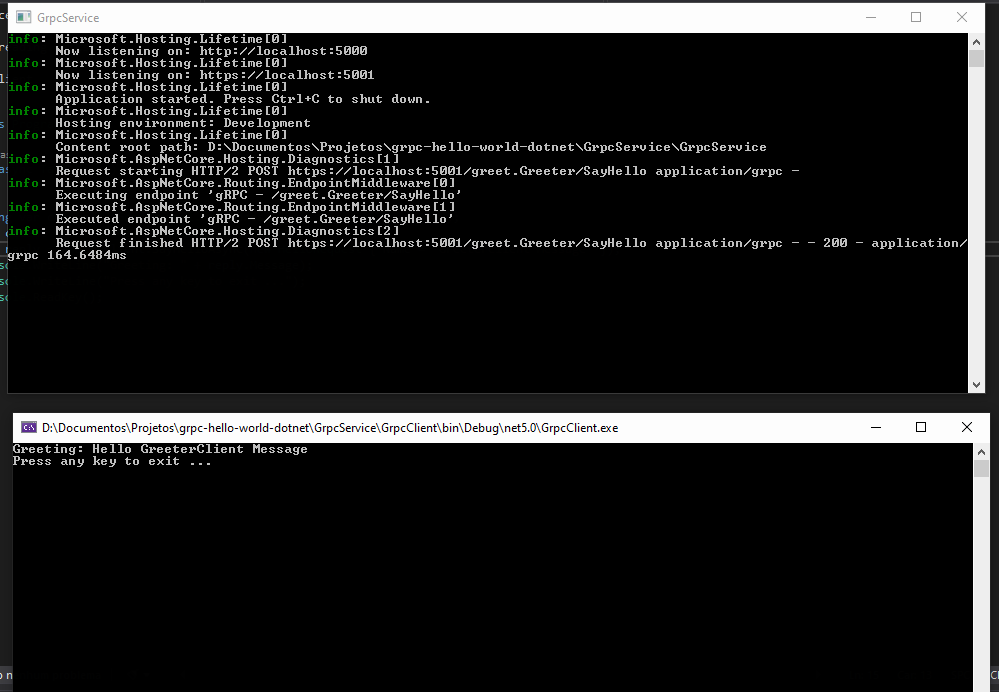 GrpcService
info: Microsoft.Hosting.Lifetime[0]
Now listening on: http://localhost:5000
info: Microsoft.Hosting.Lifetime[0]
Now listening on: https://localhost:5001
info: Microsoft.Hosting.Lifetime[0]
Application started. Press Ctrl+C to shut down.
info: Microsoft.Hosting.Lifetime[0]
Hosting environment: Development
info: Microsoft.Hosting.Lifetime[0]
Content root path: D:\Documentos\Projetos\grpc-hello-world-dotnet\GrpcService\GrpcService
info: Microsoft.AspNetCore.Hosting.Diagnostics[1]
Request starting HTTP/2 POST https://localhost:5001/greet.Greeter/SayHello application/grpc -
info: Microsoft.AspNetCore.Routing.EndpointMiddleware[0]
Executing endpoint 'gRPC - /greet.Greeter/SayHello'
info: Microsoft.AspNetCore.Routing.EndpointMiddleware[1]
Executed endpoint 'gRPC - /greet.Greeter/SayHello'
info: Microsoft.AspNetCore.Hosting.Diagnostics[2]
Request finished HTTP/2 POST https://localhost:5001/greet.Greeter/SayHello application/grpc - - 200 - application/
grpc 164.6484ms
D:\Documentos\Projetos\grpc-hello-world-dotnet\GrpcService\GrpcClient\bin\Debug\net5.0\GrpcClient.exe
Greeting: Hello GreeterClient Message
Press any key to exit ...